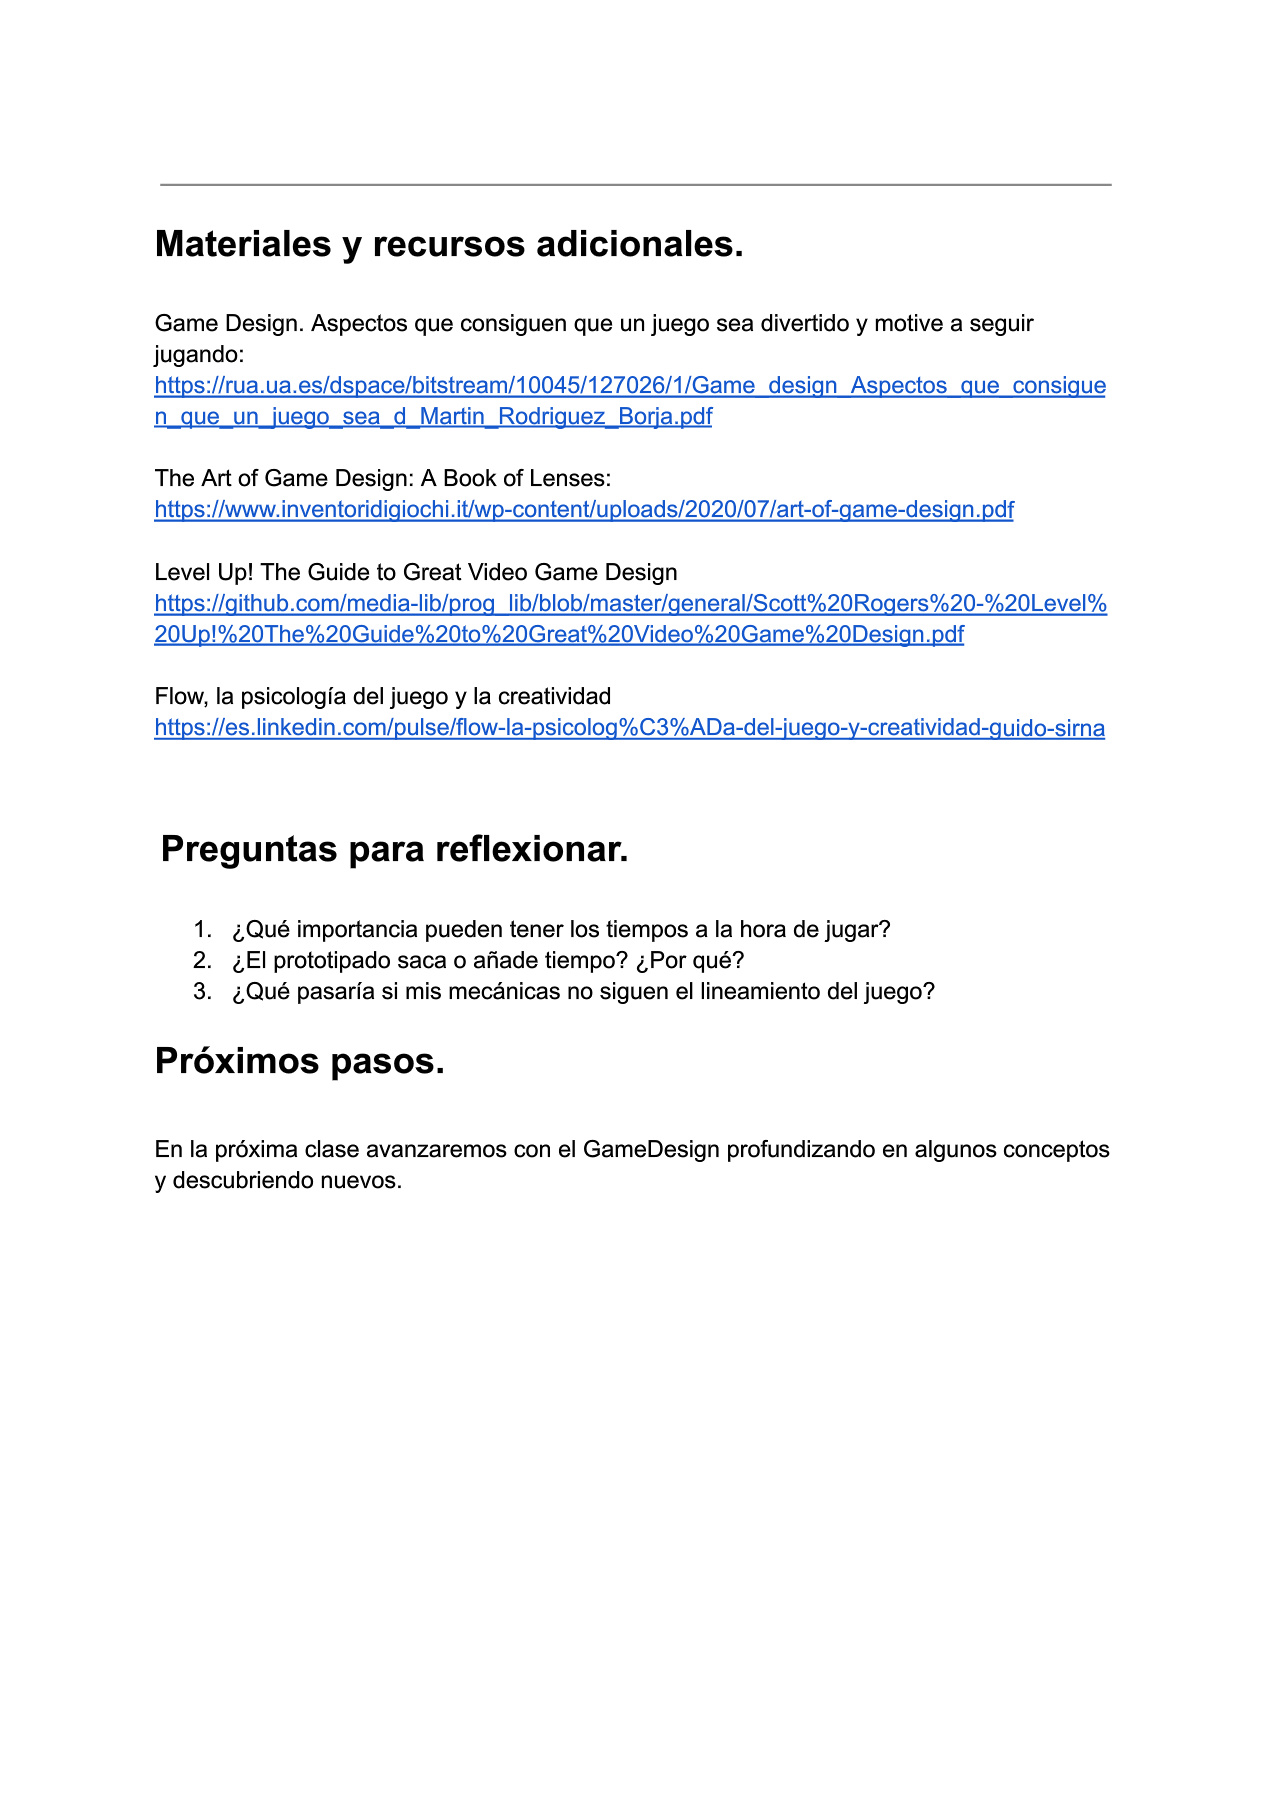 Materiales y recursos adicionales.
Game Design. Aspectos que consiguen que un juego sea divertido y motive a seguir
jugando:
https://rua.ua.es/dspace/bitstream/10045/127026/1/Game_design_Aspectos_que_consigue
n_que_un_juego_sea_d_Martin_Rodriguez_Borja.pdf
The Art of Game Design: A Book of Lenses:
https://www.inventoridigiochi.it/wp-content/uploads/2020/07/art-of-game-design.pdf
Level Up! The Guide to Great Video Game Design
https://github.com/media-lib/prog_lib/blob/master/general/Scott%20Rogers%20-%20Level%
20Up!%20The%20Guide%20to%20Great%20Video%20Game%20Design.pdf
Flow, la psicología del juego y la creatividad
https://es.linkedin.com/pulse/flow-la-psicolog%C3%ADa-del-juego-y-creatividad-guido-sirna
Preguntas para reflexionar.
1. ¿Qué importancia pueden tener los tiempos a la hora de jugar?
2. ¿El prototipado saca o añade tiempo? ¿Por qué?
3. ¿Qué pasaría si mis mecánicas no siguen el lineamiento del juego?
Próximos pasos.
En la próxima clase avanzaremos con el GameDesign profundizando en algunos conceptos
y descubriendo nuevos.